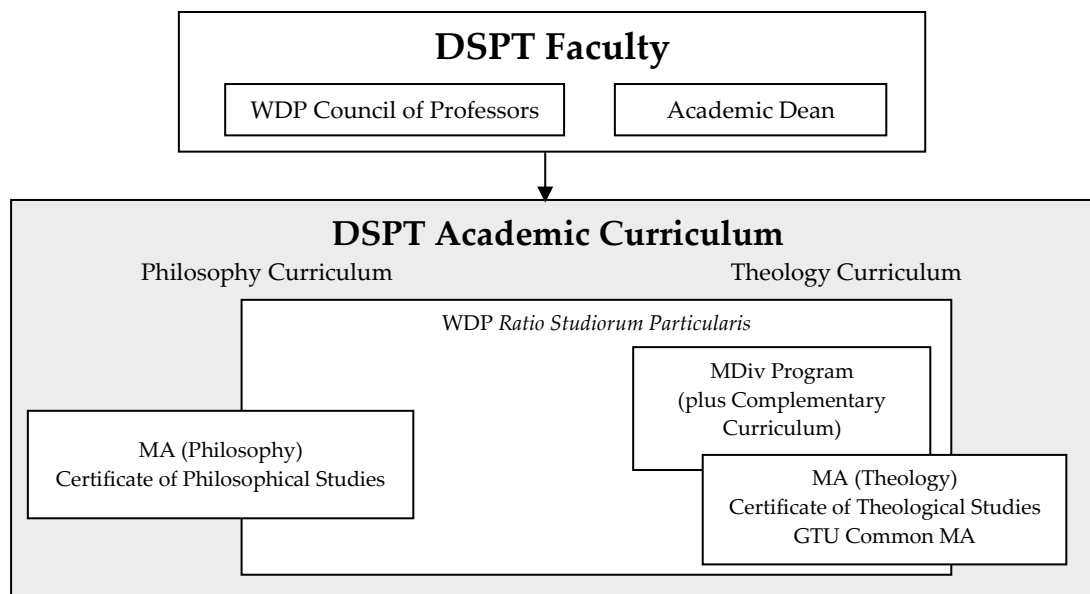 DSPT Faculty
WDP Council of Professors
Academic Dean
DSPT Academic Curriculum
Philosophy Curriculum
Theology Curriculum
WDP Ratio Studiorum Particularis
MDiv Program
(plus Complementary
Curriculum)
MA (Philosophy)
Certificate of Philosophical Studies
MA (Theology)
Certificate of Theological Studies
GTU Common MA